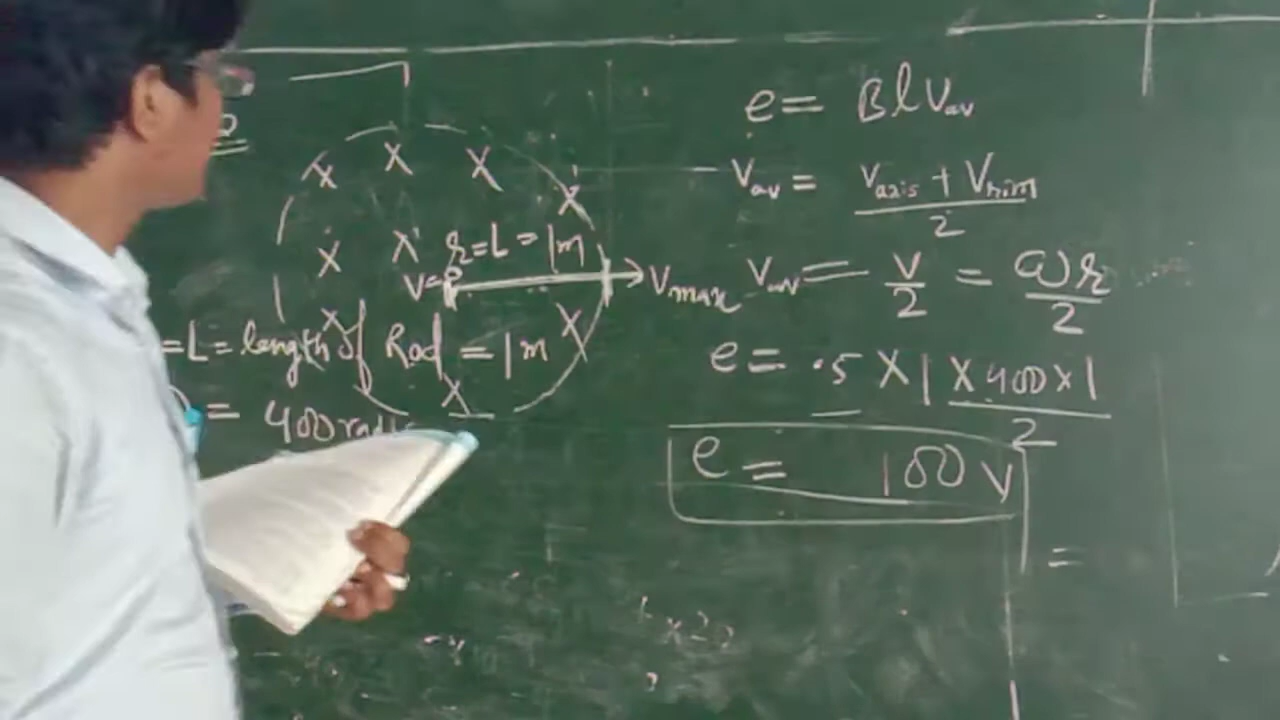 X X X X
X X r=L=1m
V=0
Vmax
X X
=L=length of Rod = 1m
X
= 400 rad
e = BlVav
Vav = Vaxis + Vrim / 2
Vav = V/2 = ωr/2
e = .5 X 1 X 400 X 1 / 2
e = 100 V
=